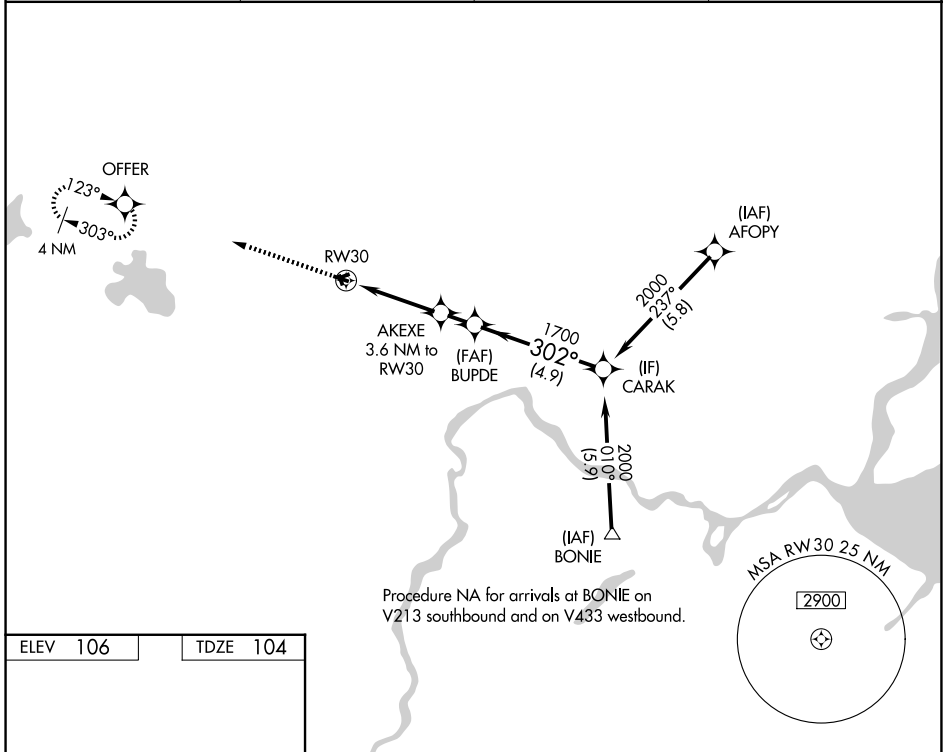 OFFER
123°
303°
4 NM
RW30
AKEXE
3.6 NM to
RW30
(FAF)
BUPDE
1700
302°
(4.9)
(IAF)
AFOPY
2000
237°
(5.8)
(IF)
CARAK
2000
010°
(5.9)
(IAF)
BONIE
Procedure NA for arrivals at BONIE on
V213 southbound and on V433 westbound.
MSA RW30 25 NM
2900
ELEV 106
TDZE 104